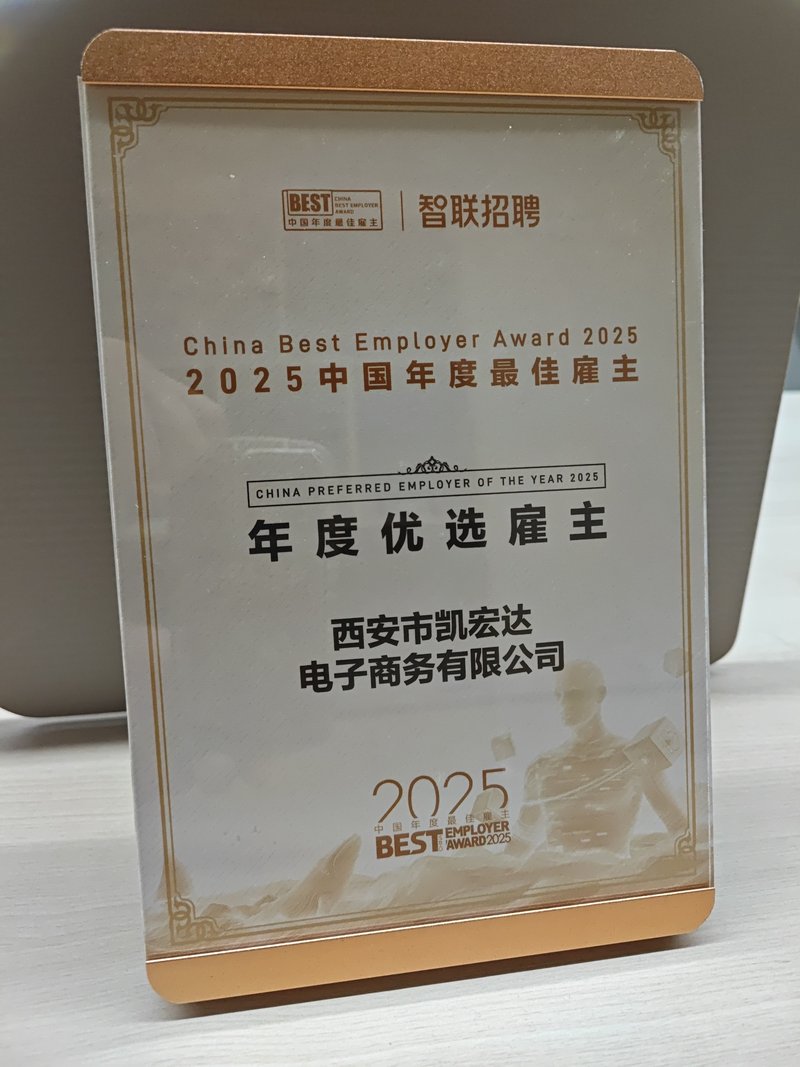 BEST
CHINA
BEST EMPLOYER
AWARD
中国年度最佳雇主
智联招聘
China Best Employer Award 2025
2025中国年度最佳雇主
CHINA PREFERRED EMPLOYER OF THE YEAR 2025
年度优选雇主
西安市凯宏达
电子商务有限公司
2025
中国年度最佳雇主
BEST
EMPLOYER
AWARD2025